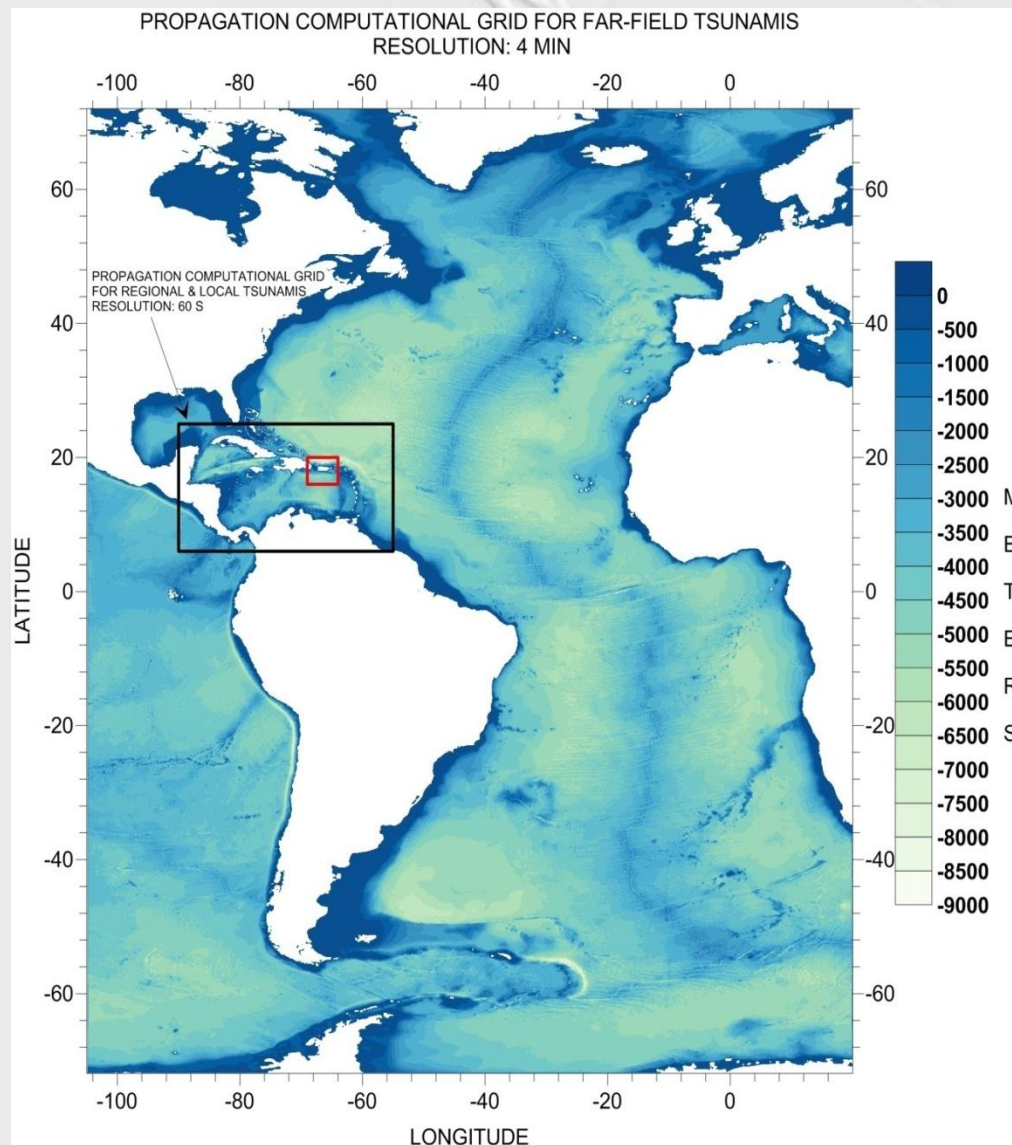 PROPAGATION COMPUTATIONAL GRID FOR FAR-FIELD TSUNAMIS
RESOLUTION: 4 MIN
-100 -80 -60 -40 -20 0
60
40
20
0
-20
-40
-60
PROPAGATION COMPUTATIONAL GRID
FOR REGIONAL & LOCAL TSUNAMIS
RESOLUTION: 60 S
LATITUDE
60
40
20
0
-20
-40
-60
0
-500
-1000
-1500
-2000
-2500
-3000
-3500
-4000
-4500
-5000
-5500
-6000
-6500
-7000
-7500
-8000
-8500
-9000
M
E
T
E
R
S
-100 -80 -60 -40 -20 0
LONGITUDE